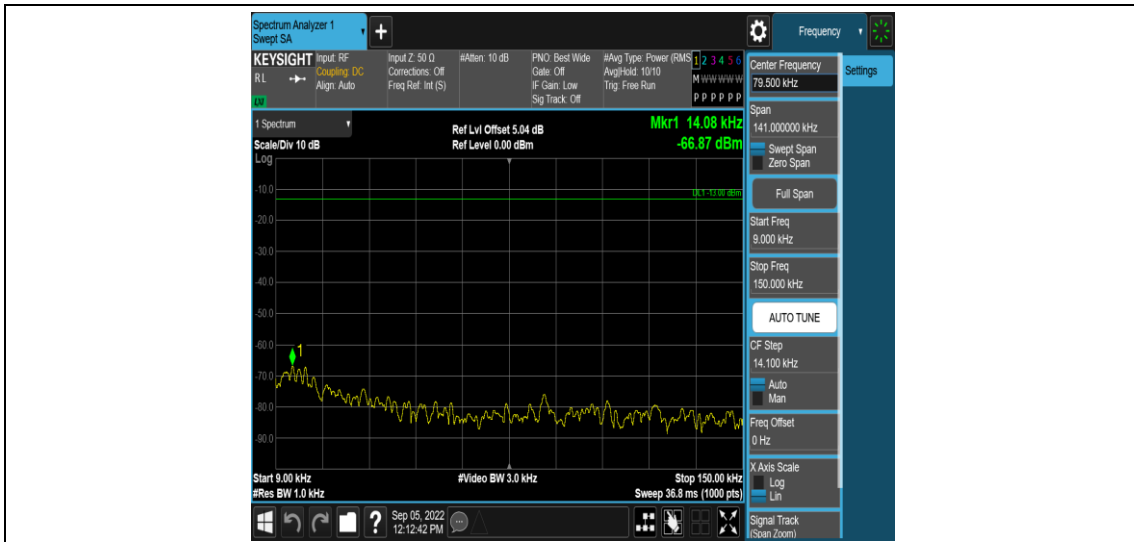 Spectrum Analyzer 1
Swept SA
+
Frequency
KEYSIGHT Input: RF
Coupling: DC
Align: Auto
RL
LXI
Input Z: 50 Ω
Corrections: Off
Freq Ref: Int (S)
#Atten: 10 dB
PNO: Best Wide
Gate: Off
IF Gain: Low
Sig Track: Off
#Avg Type: Power (RMS
Avg|Hold: 10/10
Trig: Free Run
1 2 3 4 5 6
M W W W W W
P P P P P P
Center Frequency
79.500 kHz
Settings
Span
141.000000 kHz
Swept Span
Zero Span
Full Span
Start Freq
9.000 kHz
Stop Freq
150.000 kHz
AUTO TUNE
CF Step
14.100 kHz
Auto
Man
Freq Offset
0 Hz
X Axis Scale
Log
Lin
Signal Track
(Span Zoom)
1 Spectrum
Scale/Div 10 dB
Log
Ref Lvl Offset 5.04 dB
Ref Level 0.00 dBm
Mkr1 14.08 kHz
-66.87 dBm
DL1 -13.00 dBm
-10.0
-20.0
-30.0
-40.0
-50.0
-60.0
1
-70.0
-80.0
-90.0
Start 9.00 kHz
#Res BW 1.0 kHz
#Video BW 3.0 kHz
Stop 150.00 kHz
Sweep 36.8 ms (1000 pts)
?
Sep 05, 2022
12:12:42 PM